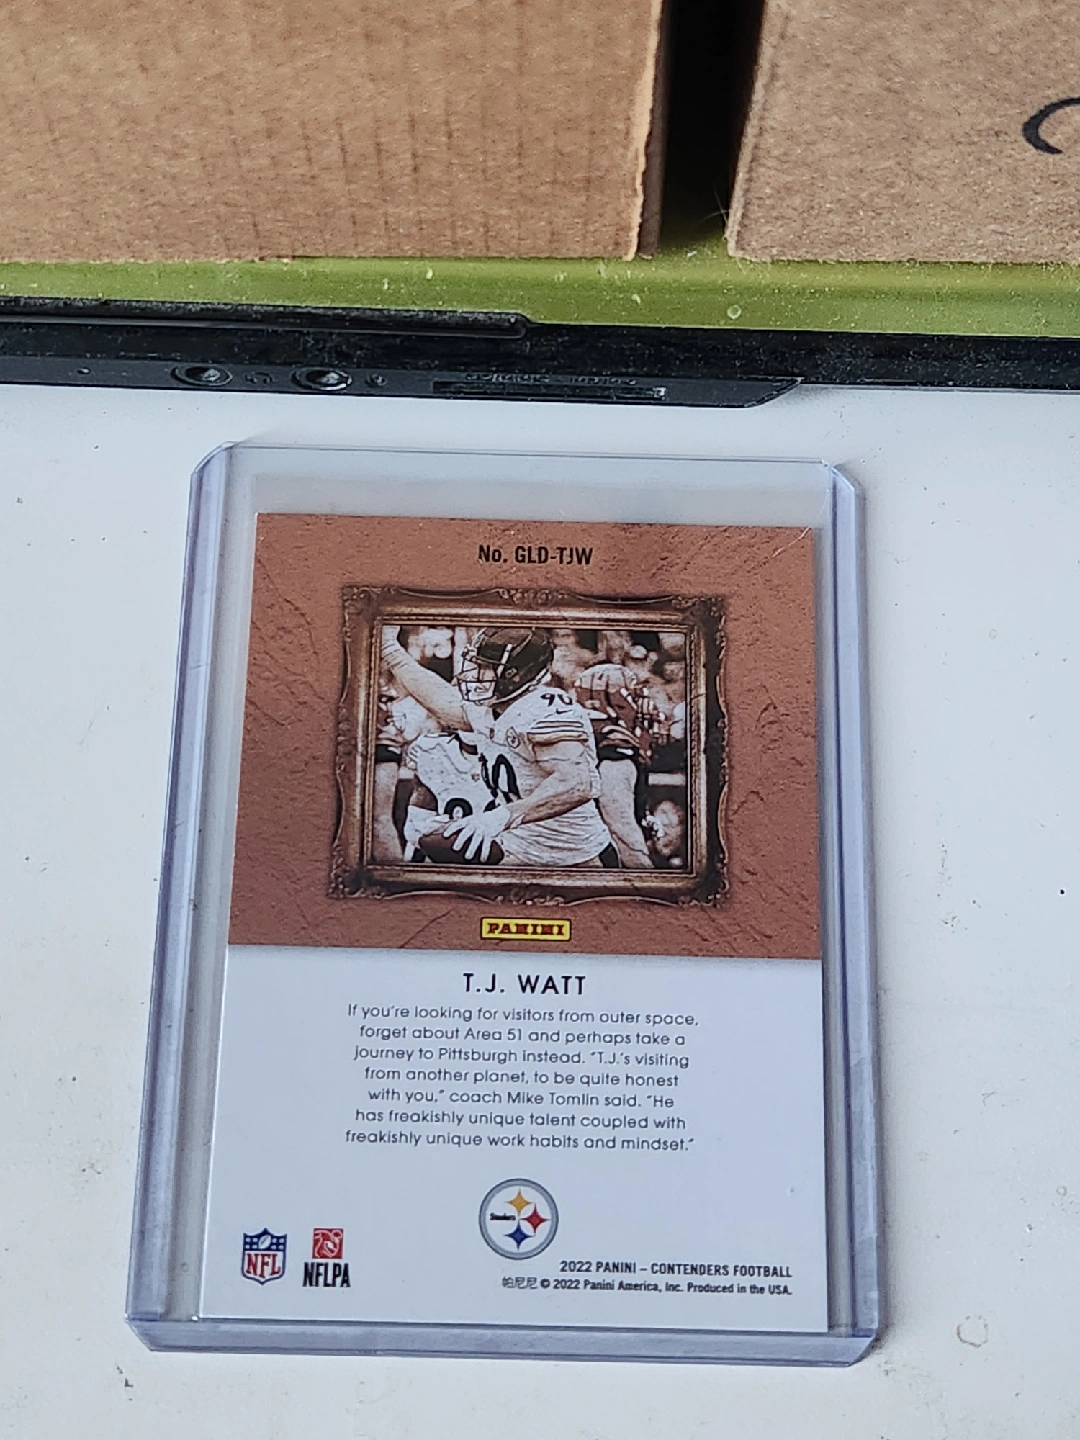 No. GLD-TJW
90
90
PANINI
T.J. WATT
If you're looking for visitors from outer space,
forget about Area 51 and perhaps take a
journey to Pittsburgh instead. "T.J.'s visiting
from another planet, to be quite honest
with you," coach Mike Tomlin said. "He
has freakishly unique talent coupled with
freakishly unique work habits and mindset."
Steelers
NFL
NFLPA
2022 PANINI – CONTENDERS FOOTBALL
帕尼尼 © 2022 Panini America, Inc. Produced in the USA.